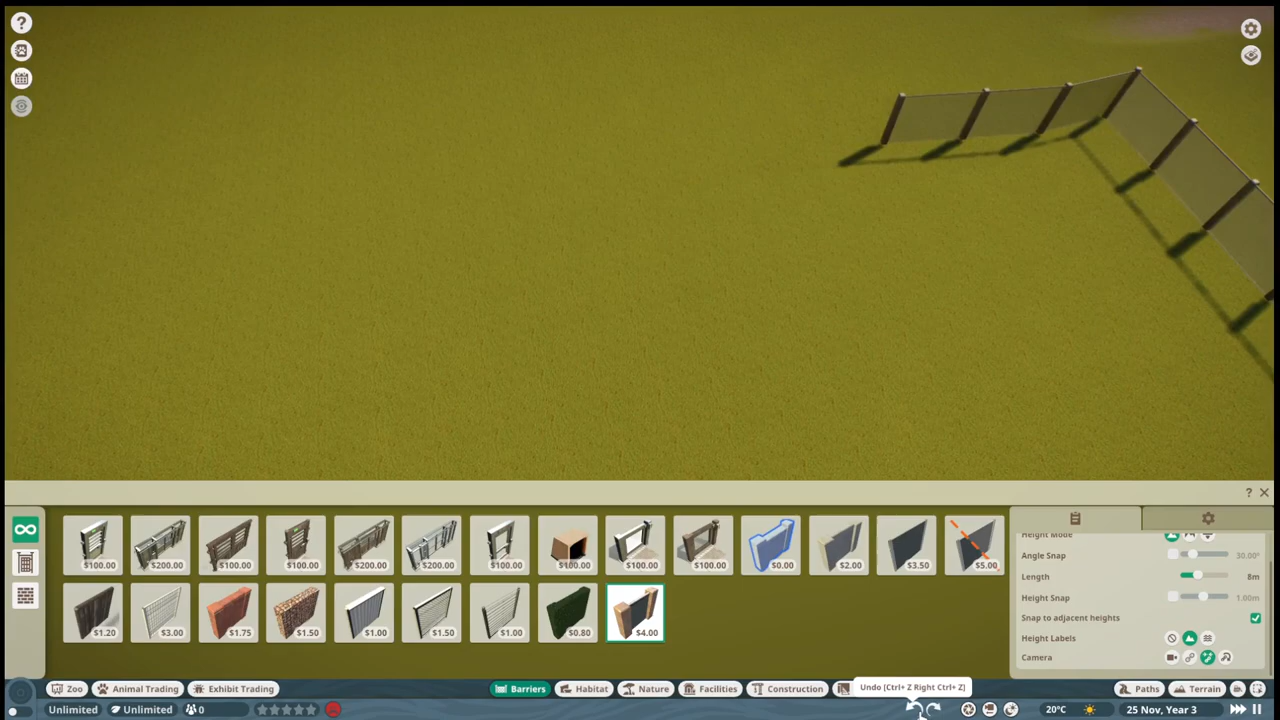 ?
? ×
$100.00 $200.00 $100.00 $100.00 $200.00 $200.00 $100.00 $100.00 $100.00 $100.00 $0.00 $2.00 $3.50 $5.00
$1.20 $3.00 $1.75 $1.50 $1.00 $1.50 $1.00 $0.80 $4.00
Height Mode
Angle Snap 30.00°
Length 8m
Height Snap 1.00m
Snap to adjacent heights
Height Labels
Camera
Undo [Ctrl+ Z Right Ctrl+ Z]
Zoo Animal Trading Exhibit Trading Barriers Habitat Nature Facilities Construction Paths Terrain
Unlimited Unlimited 0 20°C 25 Nov, Year 3